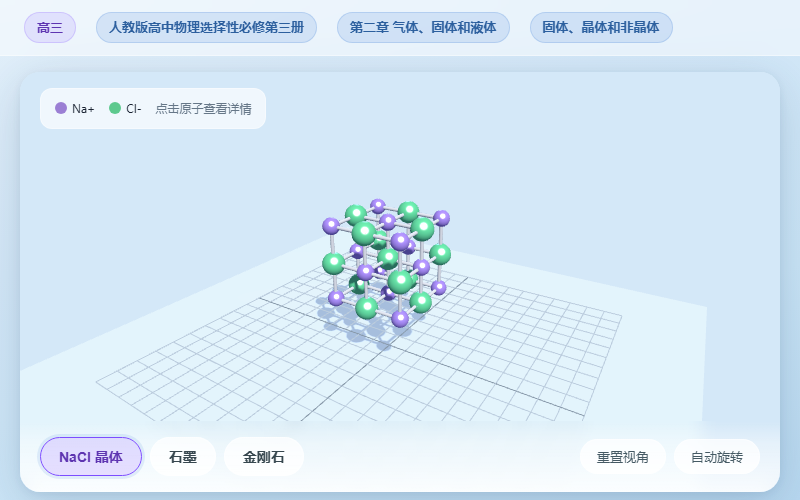 高三
人教版高中物理选择性必修第三册
第二章 气体、固体和液体
固体、晶体和非晶体
Na+
Cl-
点击原子查看详情
NaCl 晶体
石墨
金刚石
重置视角
自动旋转